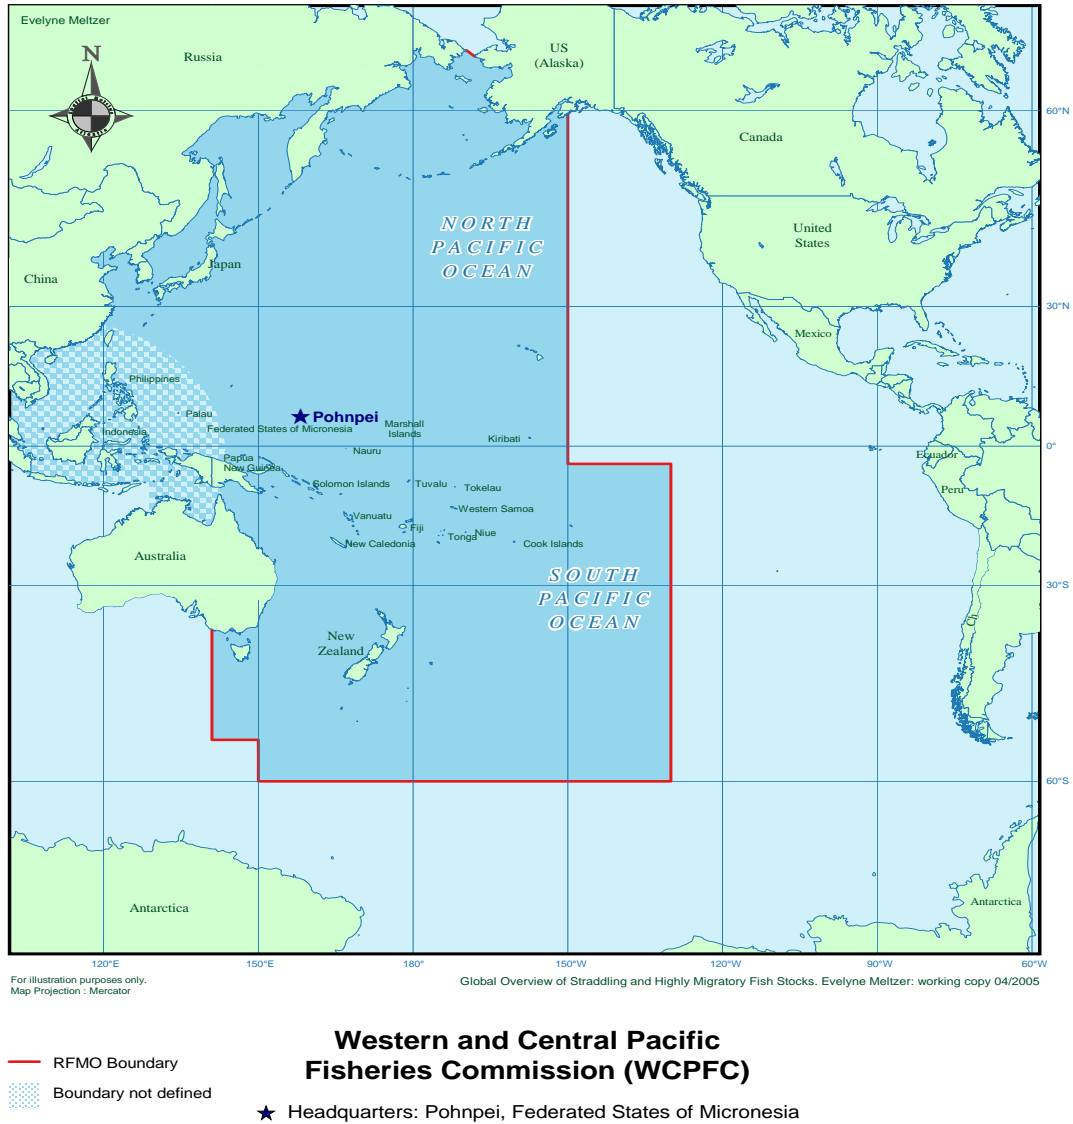 Evelyne Meltzer
N
Russia
US
(Alaska)
60°N
Canada
NORTH
PACIFIC
OCEAN
United
States
Japan
China
30°N
Mexico
Philippines
Palau
Pohnpei
Federated States of Micronesia
Marshall
Islands
Indonesia
Kiribati
0°
Nauru
Ecuador
Papua
New Guinea
Solomon Islands
Tuvalu
Tokelau
Peru
Western Samoa
Vanuatu
Fiji
Tonga
Niue
New Caledonia
Cook Islands
Australia
SOUTH
PACIFIC
OCEAN
30°S
Ch
New
Zealand
60°S
Antarctica
Antarctica
120°E
150°E
180°
150°W
120°W
90°W
60°W
For illustration purposes only.
Map Projection : Mercator
Global Overview of Straddling and Highly Migratory Fish Stocks. Evelyne Meltzer: working copy 04/2005
Western and Central Pacific
Fisheries Commission (WCPFC)
RFMO Boundary
Boundary not defined
Headquarters: Pohnpei, Federated States of Micronesia